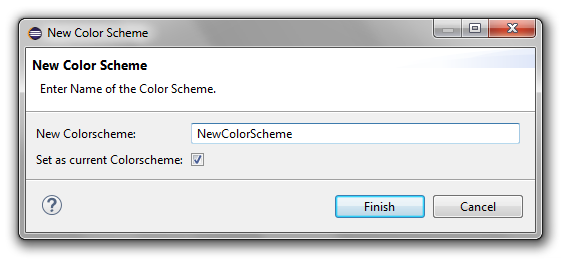 New Color Scheme
New Color Scheme
Enter Name of the Color Scheme.
New Colorscheme: NewColorScheme
Set as current Colorscheme:
? Finish Cancel